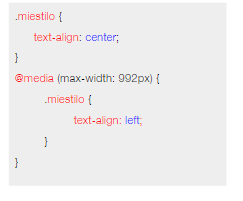 .miestilo {
text-align: center;
}
@media (max-width: 992px) {
.miestilo {
text-align: left;
}
}